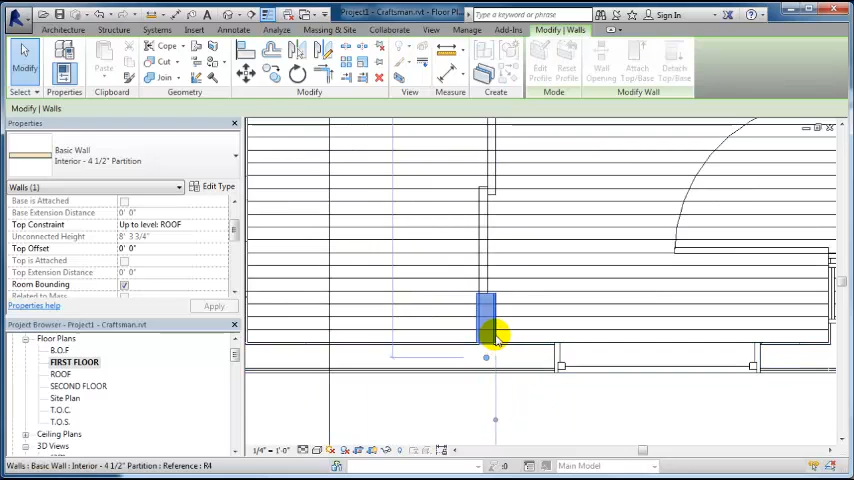 Project1 - Craftsman.rvt - Floor Pl...
Type a keyword or phrase
Sign In
Architecture
Structure
Systems
Insert
Annotate
Analyze
Massing & Site
Collaborate
View
Manage
Add-Ins
Modify | Walls
Modify
Properties
Paste
Cope
Cut
Join
Edit Profile
Reset Profile
Wall Opening
Attach Top/Base
Detach Top/Base
Select
Properties
Clipboard
Geometry
Modify
View
Measure
Create
Mode
Modify Wall
Modify | Walls
Properties
Basic Wall
Interior - 4 1/2" Partition
Walls (1)
Edit Type
Base is Attached
Base Extension Distance 0' 0"
Top Constraint Up to level: ROOF
Unconnected Height 8' 3 3/4"
Top Offset 0' 0"
Top is Attached
Top Extension Distance 0' 0"
Room Bounding
Related to Mass
Properties help
Apply
Project Browser - Project1 - Craftsman.rvt
Floor Plans
B.O.F
FIRST FLOOR
ROOF
SECOND FLOOR
Site Plan
T.O.C.
T.O.S.
Ceiling Plans
3D Views
1/4" = 1'-0"
Walls : Basic Wall : Interior - 4 1/2" Partition : Reference : R4
:0
Main Model